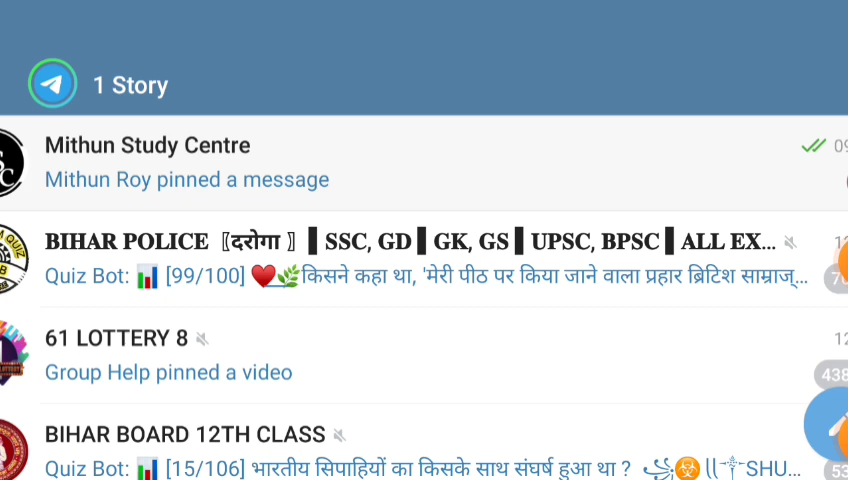 1 Story
Mithun Study Centre
Mithun Roy pinned a message
BIHAR POLICE〖दरोगा 〗▌SSC, GD▐ GK, GS▐ UPSC, BPSC▐ ALL EX...
Quiz Bot: 📊 [99/100] ❤️🌿किसने कहा था, 'मेरी पीठ पर किया जाने वाला प्रहार ब्रिटिश साम्राज्...
61 LOTTERY 8
Group Help pinned a video
438
BIHAR BOARD 12TH CLASS
Quiz Bot: 📊 [15/106] भारतीय सिपाहियों का किसके साथ संघर्ष हुआ था ? SHU...